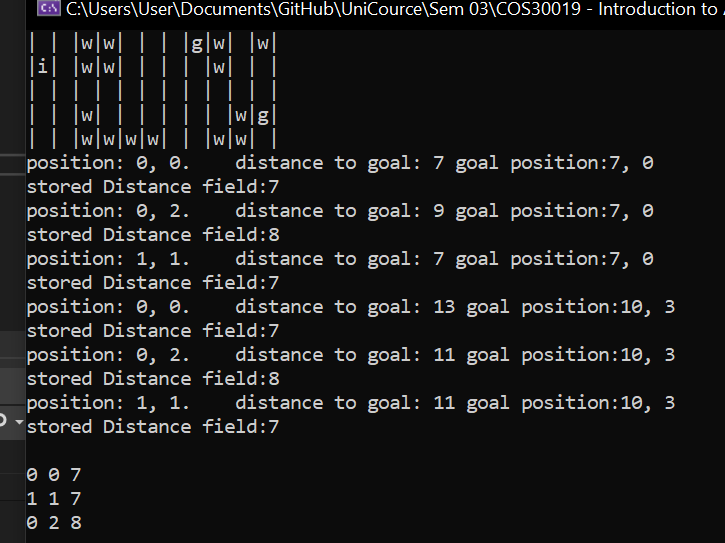 C:\Users\User\Documents\GitHub\UniCource\Sem 03\COS30019 - Introduction to
| | |w|w| | | |g|w| |w|
|i| |w|w| | | | |w| | |
| | | | | | | | | | | |
| | |w| | | | | | |w|g|
| | |w|w|w|w| | |w|w| |
position: 0, 0.    distance to goal: 7 goal position:7, 0
stored Distance field:7
position: 0, 2.    distance to goal: 9 goal position:7, 0
stored Distance field:8
position: 1, 1.    distance to goal: 7 goal position:7, 0
stored Distance field:7
position: 0, 0.    distance to goal: 13 goal position:10, 3
stored Distance field:7
position: 0, 2.    distance to goal: 11 goal position:10, 3
stored Distance field:8
position: 1, 1.    distance to goal: 11 goal position:10, 3
stored Distance field:7
0 0 7
1 1 7
0 2 8